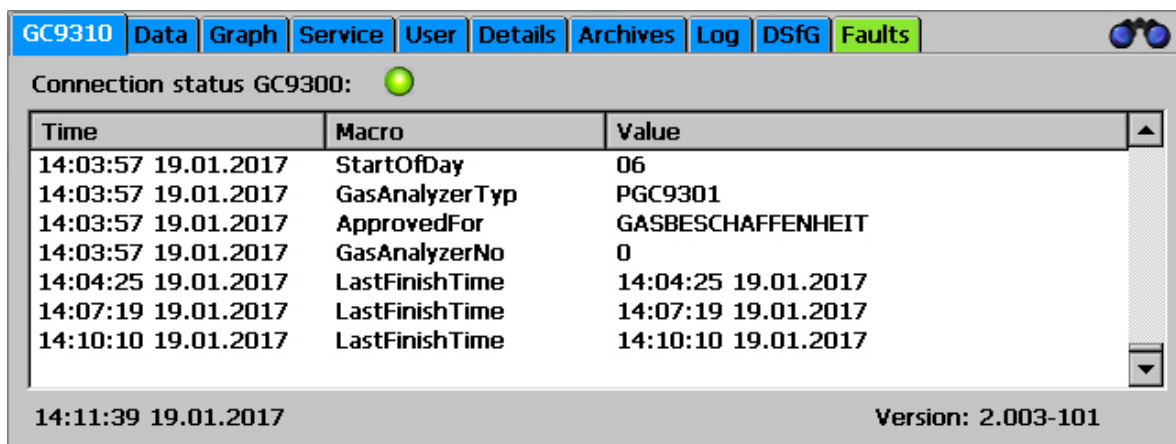 GC9310 Data Graph Service User Details Archives Log DSfG Faults
Connection status GC9300:
Time Macro Value
14:03:57 19.01.2017 StartOfDay 06
14:03:57 19.01.2017 GasAnalyzerTyp PGC9301
14:03:57 19.01.2017 ApprovedFor GASBESCHAFFENHEIT
14:03:57 19.01.2017 GasAnalyzerNo 0
14:04:25 19.01.2017 LastFinishTime 14:04:25 19.01.2017
14:07:19 19.01.2017 LastFinishTime 14:07:19 19.01.2017
14:10:10 19.01.2017 LastFinishTime 14:10:10 19.01.2017
14:11:39 19.01.2017 Version: 2.003-101